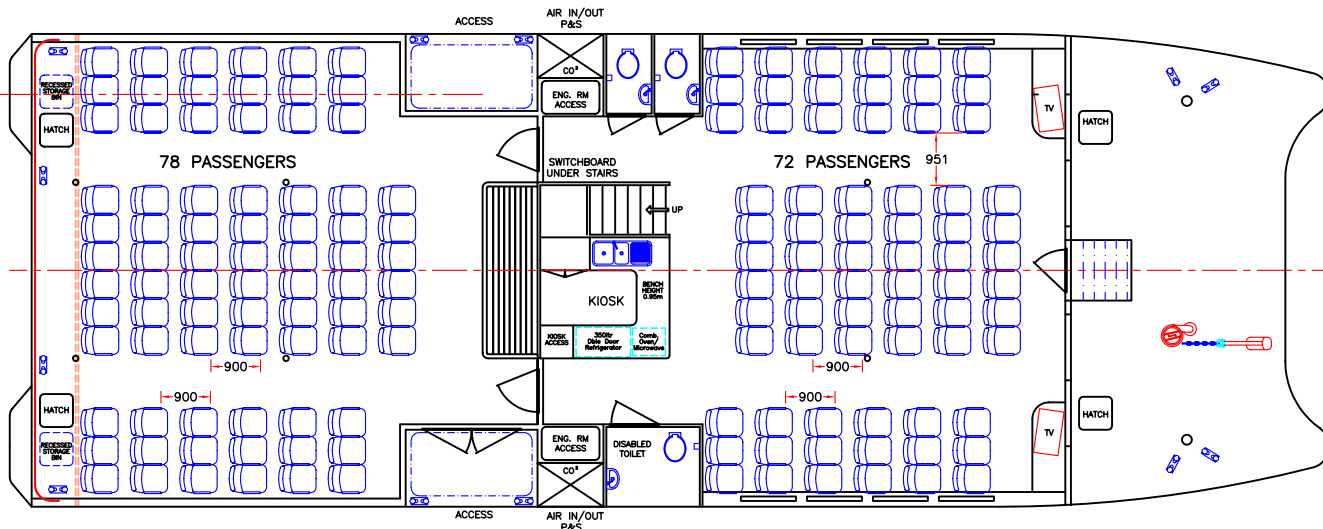 ACCESS
AIR IN/OUT
P&S
RECESSED
STORAGE
BIN
HATCH
CO²
ENG. RM
ACCESS
TV
HATCH
78 PASSENGERS
SWITCHBOARD
UNDER STAIRS
72 PASSENGERS
951
UP
BENCH
HEIGHT
0.95m
KIOSK
KIOSK
ACCESS
350ltr
Dble Door
Refrigerator
Comb.
Oven/
Microwave
900
900
900
900
HATCH
RECESSED
STORAGE
BIN
ENG. RM
ACCESS
CO²
DISABLED
TOILET
TV
HATCH
ACCESS
AIR IN/OUT
P&S